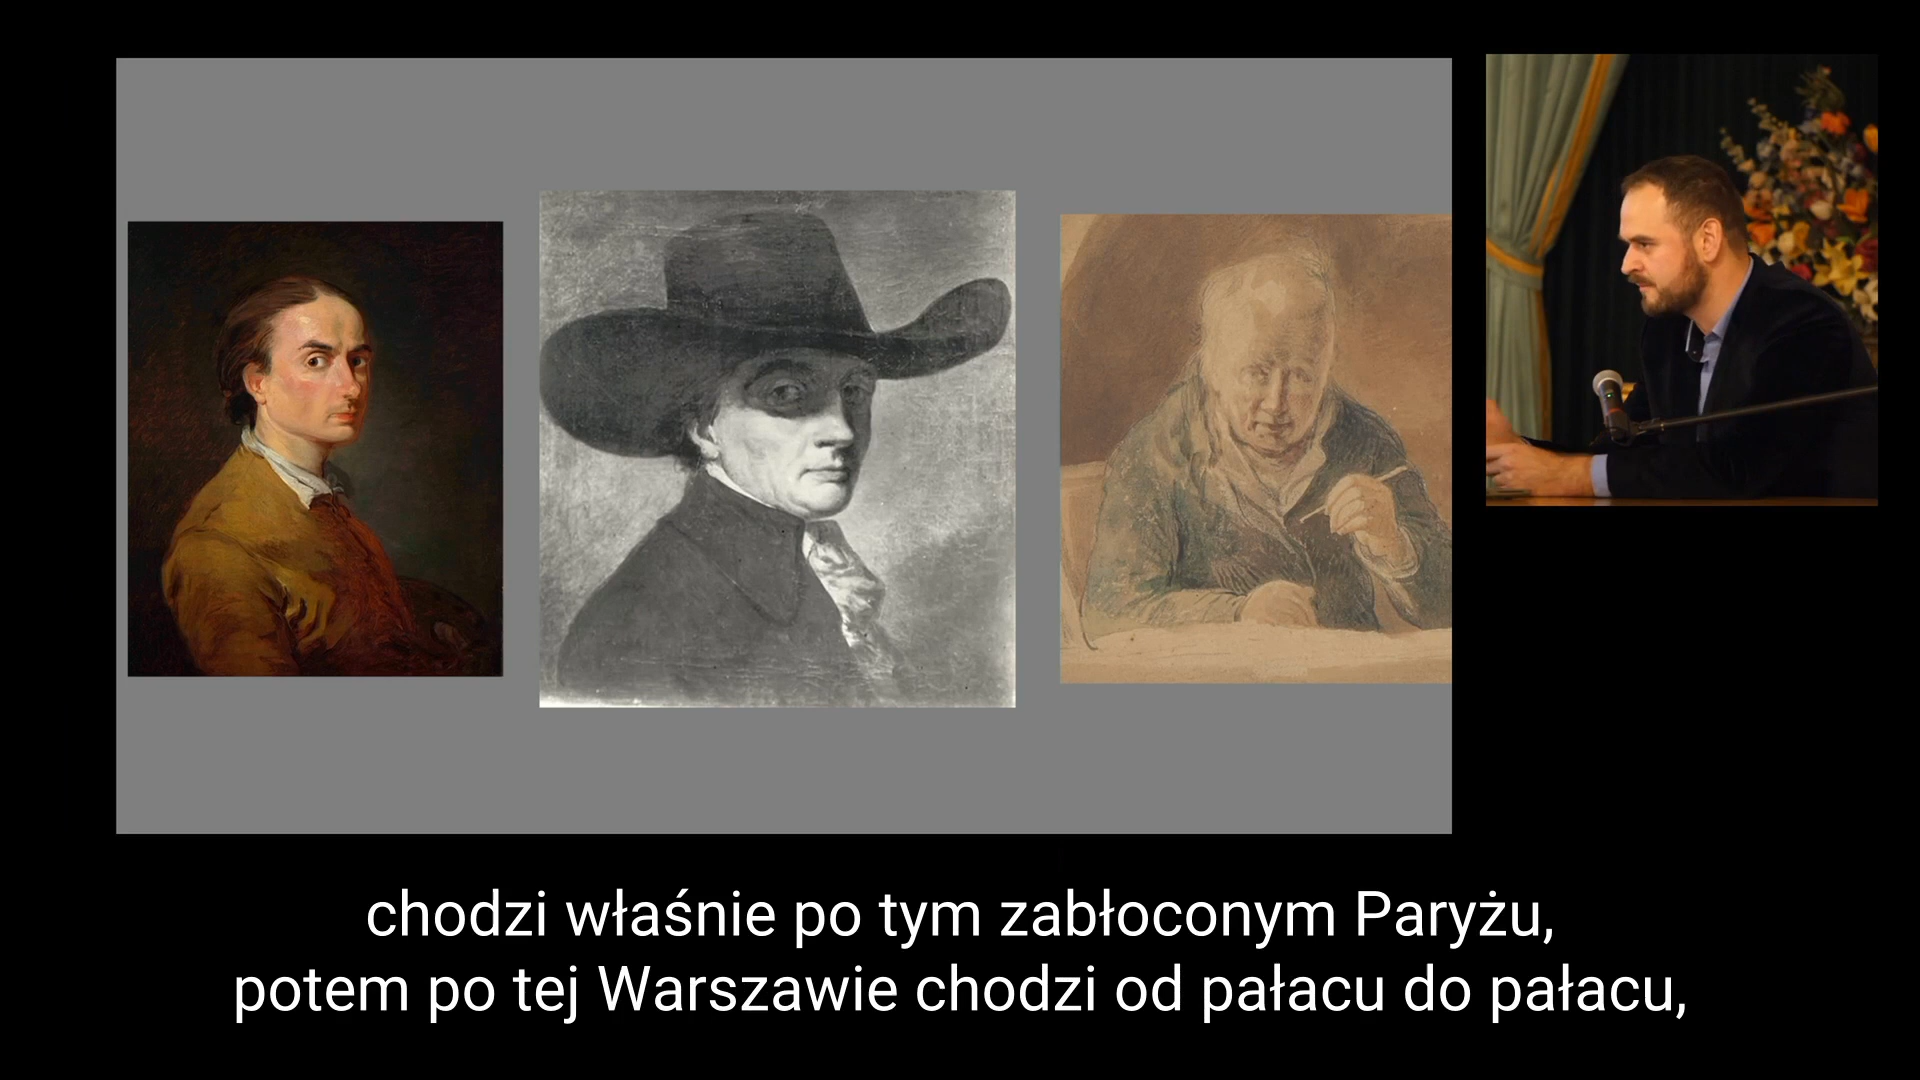 chodzi właśnie po tym zabłoconym Paryżu,
potem po tej Warszawie chodzi od pałacu do pałacu,